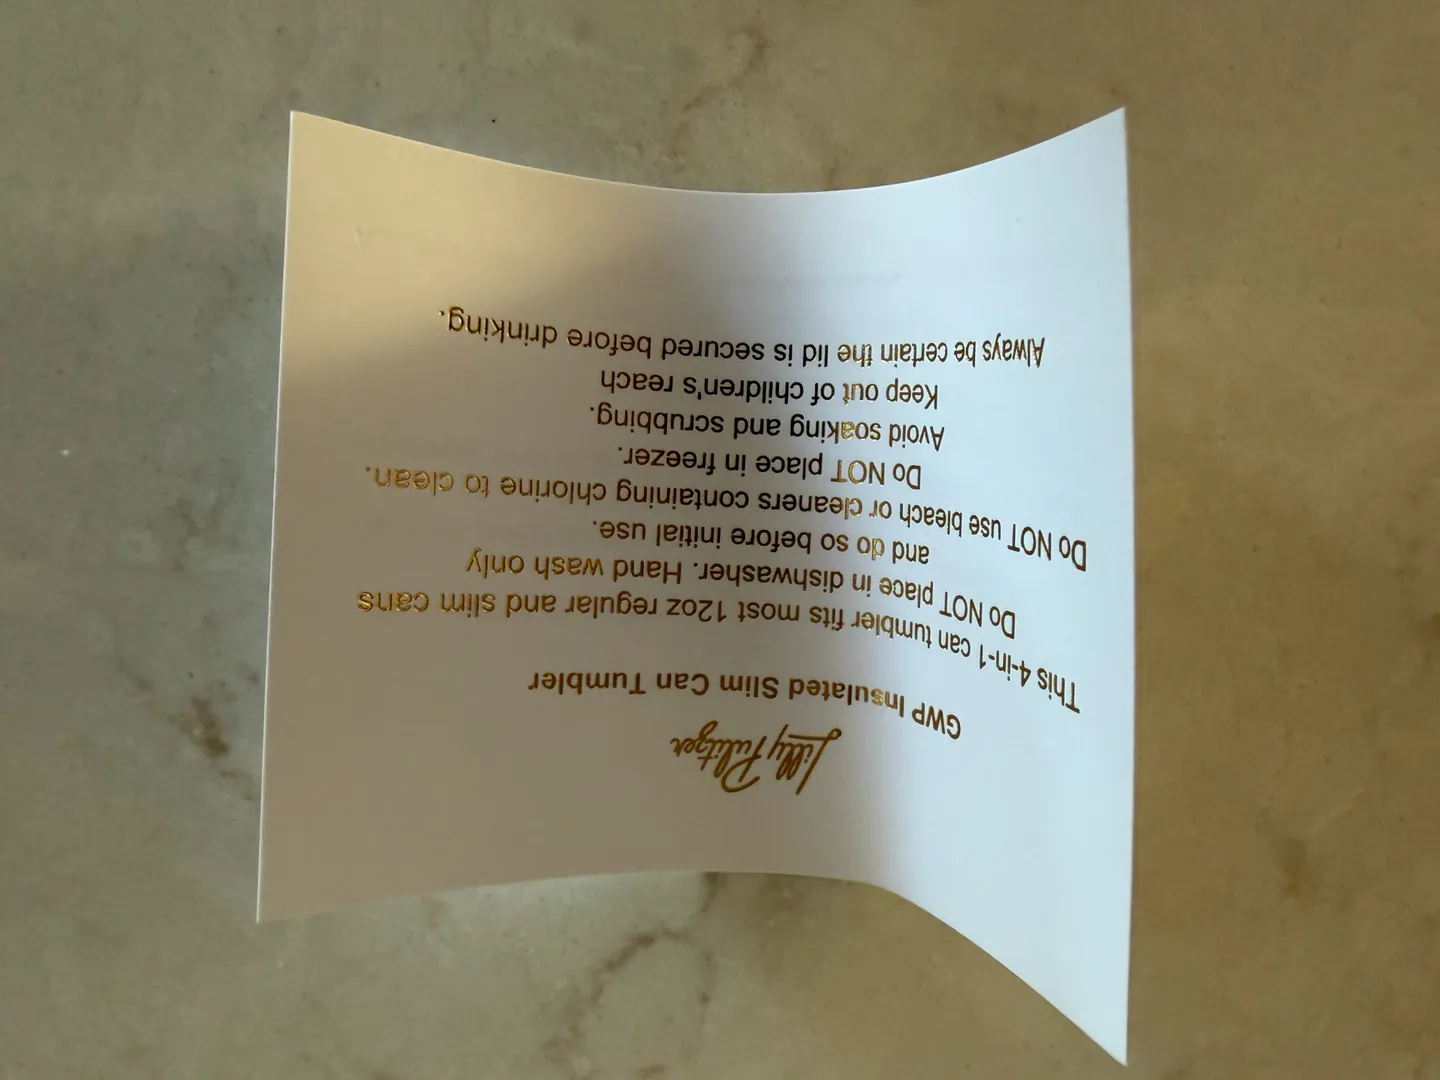 Lilly Pulitzer
GWP Insulated Slim Can Tumbler
This 4-in-1 can tumbler fits most 12oz regular and slim cans
Do NOT place in dishwasher. Hand wash only
and do so before initial use.
Do NOT use bleach or cleaners containing chlorine to clean.
Do NOT place in freezer.
Avoid soaking and scrubbing.
Keep out of children's reach
Always be certain the lid is secured before drinking.